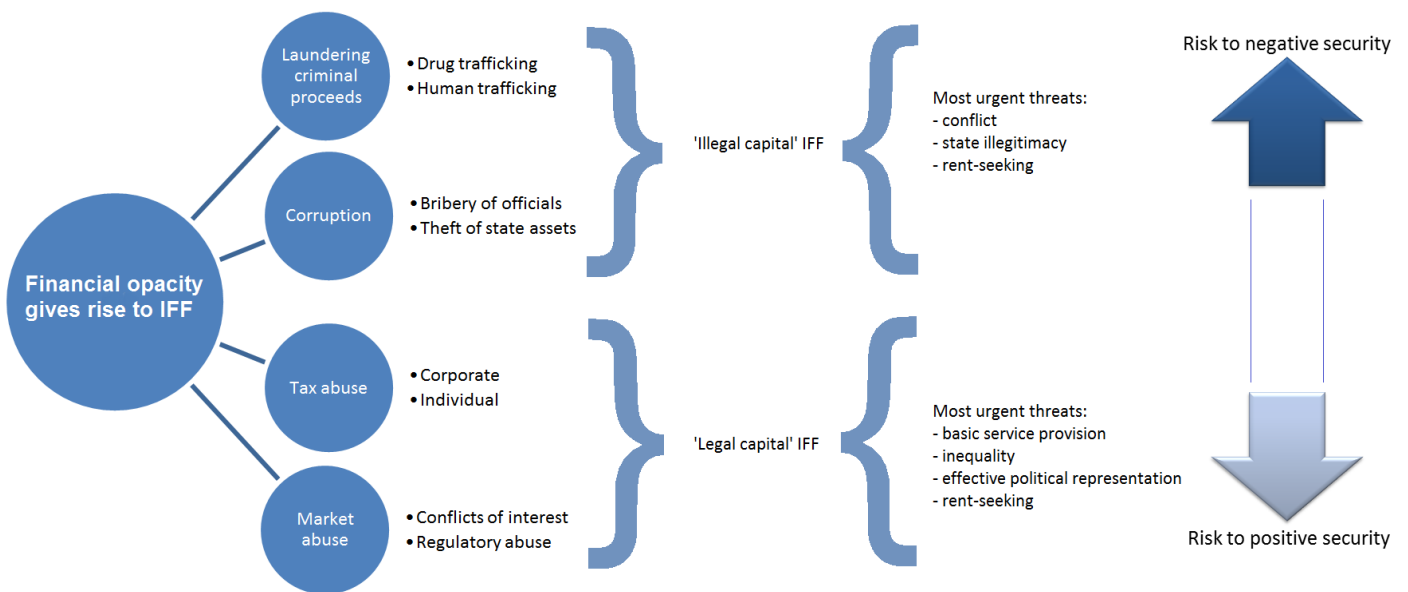 Financial opacity
gives rise to IFF
Laundering
criminal
proceeds
• Drug trafficking
• Human trafficking
Corruption
• Bribery of officials
• Theft of state assets
'Illegal capital' IFF
Most urgent threats:
- conflict
- state illegitimacy
- rent-seeking
Risk to negative security
Tax abuse
• Corporate
• Individual
Market
abuse
• Conflicts of interest
• Regulatory abuse
'Legal capital' IFF
Most urgent threats:
- basic service provision
- inequality
- effective political representation
- rent-seeking
Risk to positive security